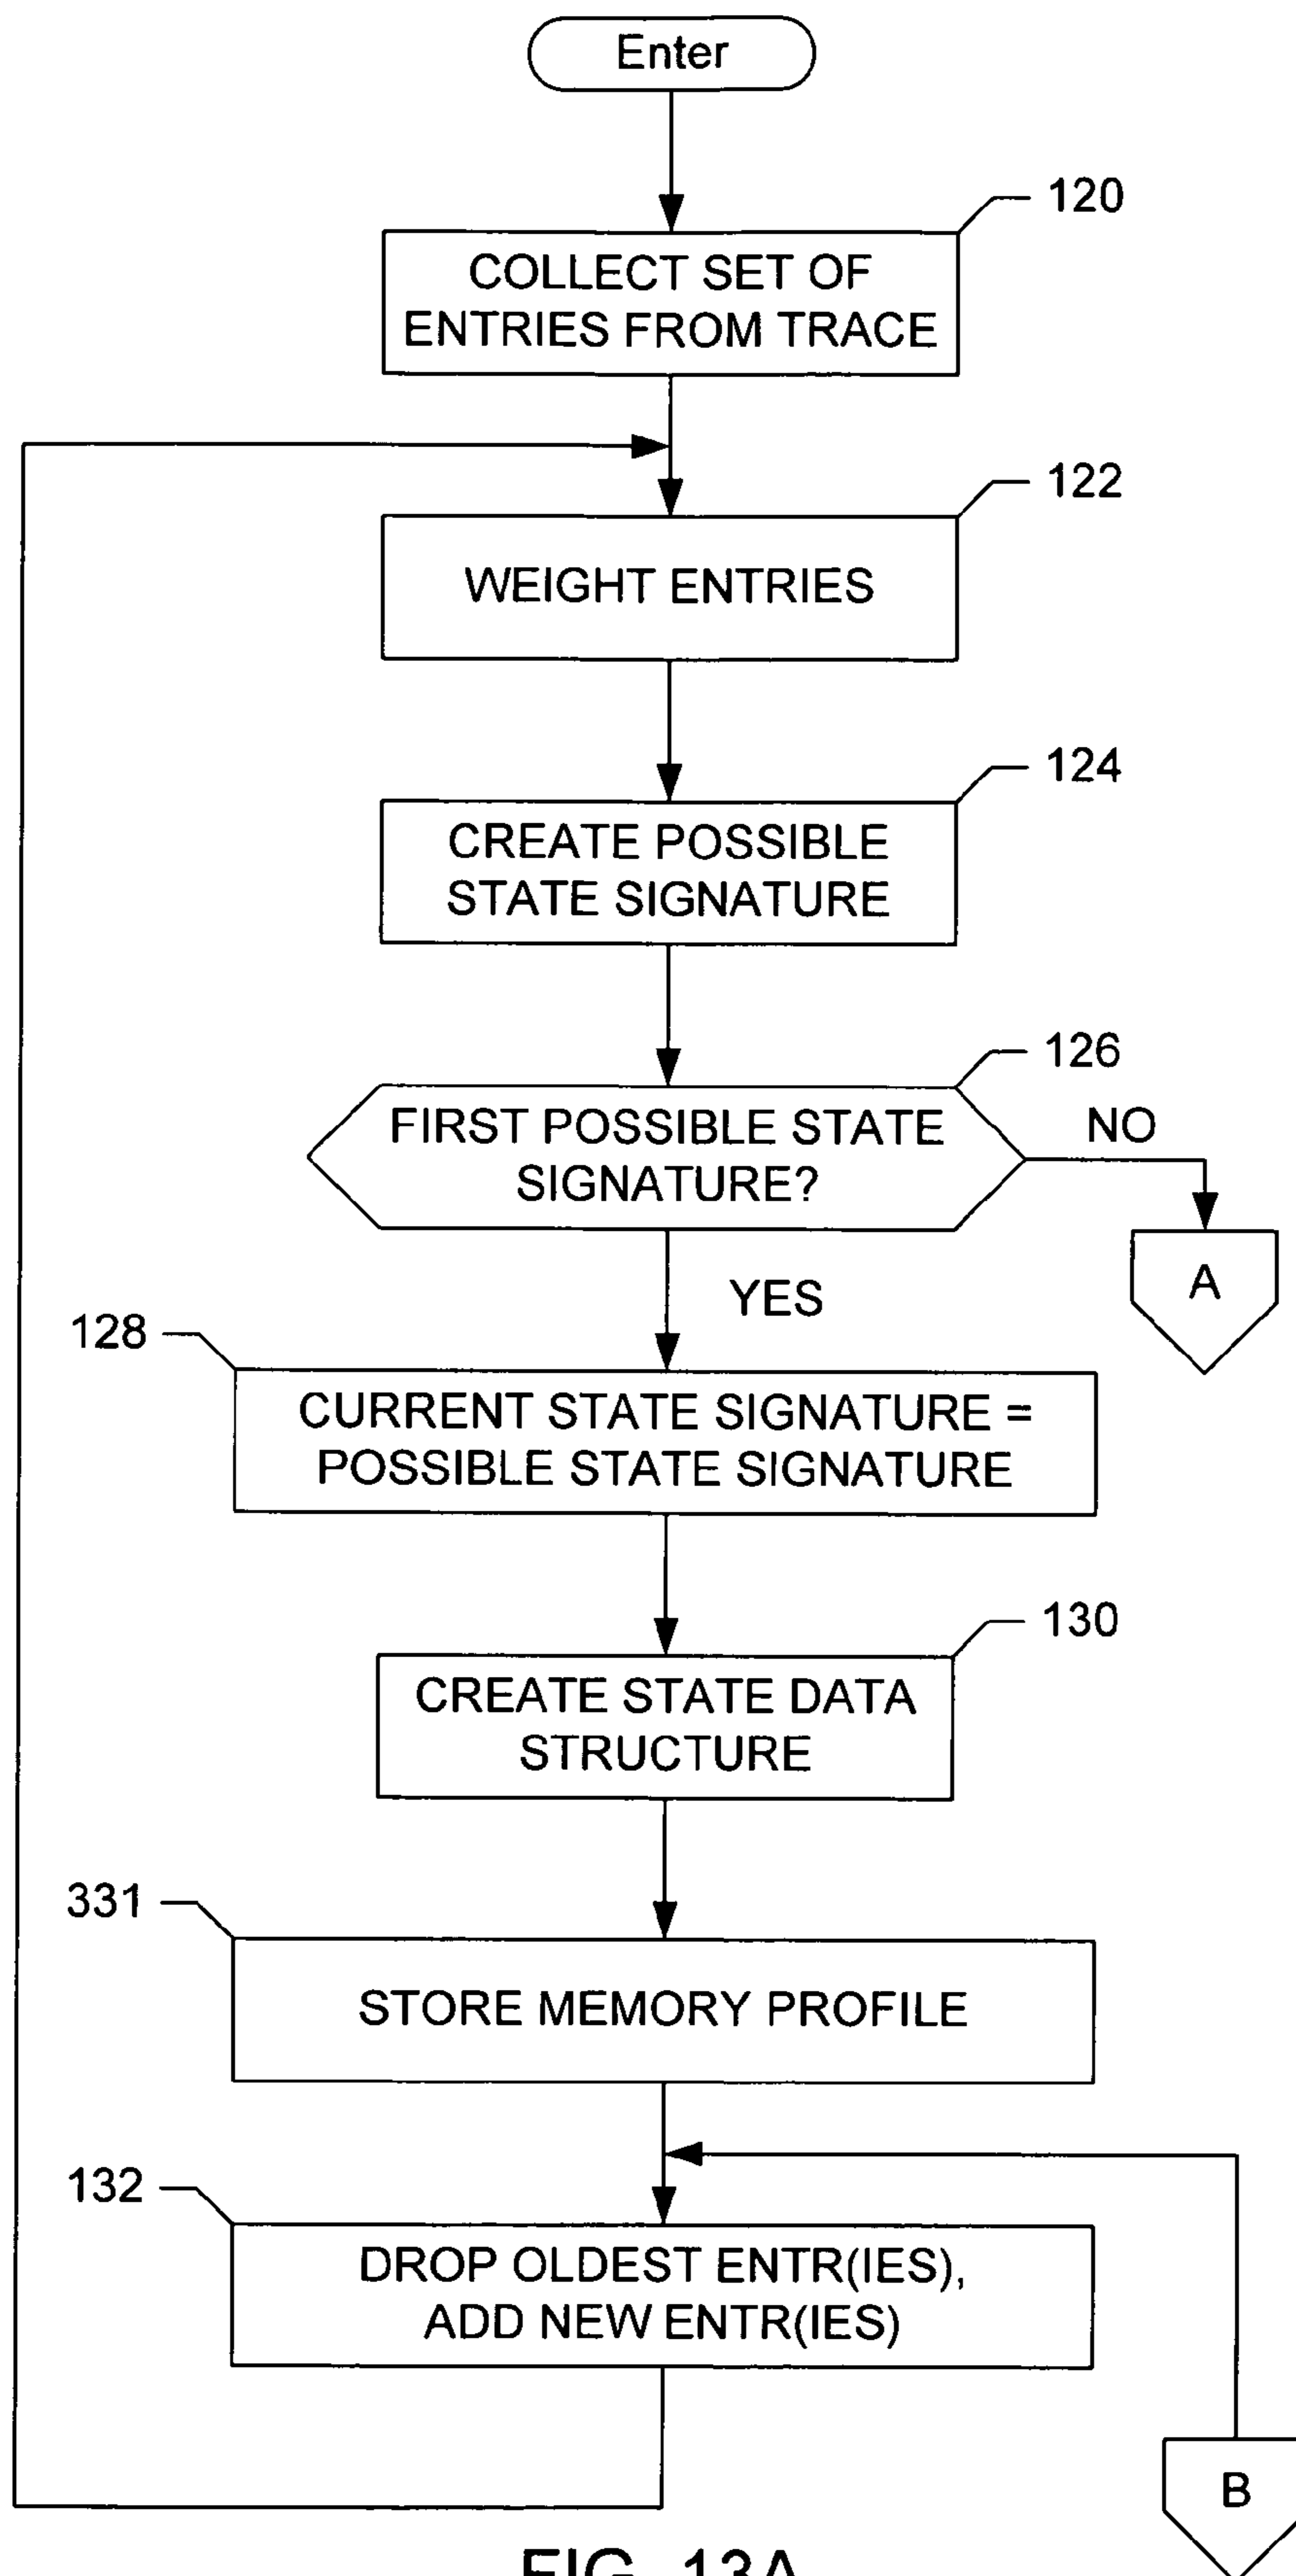 Enter
120
COLLECT SET OF
ENTRIES FROM TRACE
122
WEIGHT ENTRIES
124
CREATE POSSIBLE
STATE SIGNATURE
126
FIRST POSSIBLE STATE
SIGNATURE?
NO
A
YES
128
CURRENT STATE SIGNATURE =
POSSIBLE STATE SIGNATURE
130
CREATE STATE DATA
STRUCTURE
331
STORE MEMORY PROFILE
132
DROP OLDEST ENTR(IES),
ADD NEW ENTR(IES)
B
FIG. 13A